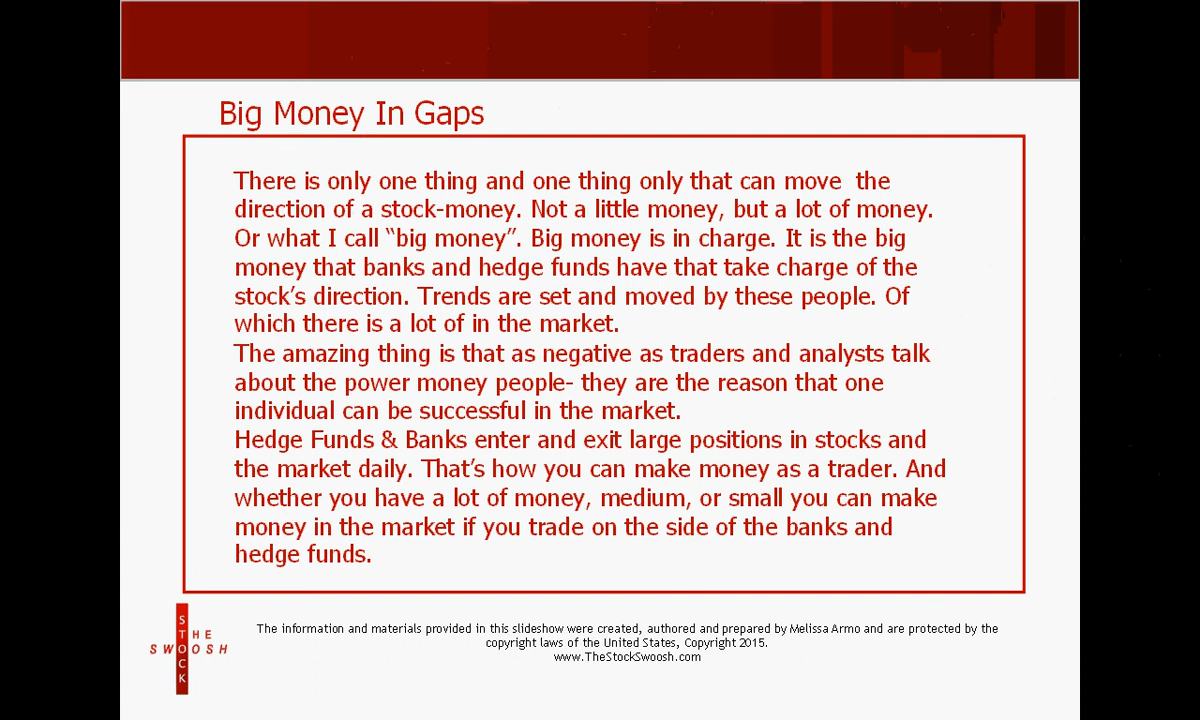 Big Money In Gaps
There is only one thing and one thing only that can move  the
direction of a stock-money. Not a little money, but a lot of money.
Or what I call “big money”. Big money is in charge. It is the big
money that banks and hedge funds have that take charge of the
stock’s direction. Trends are set and moved by these people. Of
which there is a lot of in the market.
The amazing thing is that as negative as traders and analysts talk
about the power money people- they are the reason that one
individual can be successful in the market.
Hedge Funds & Banks enter and exit large positions in stocks and
the market daily. That’s how you can make money as a trader. And
whether you have a lot of money, medium, or small you can make
money in the market if you trade on the side of the banks and
hedge funds.
THE
STOCK
SWOOSH
The information and materials provided in this slideshow were created, authored and prepared by Melissa Armo and are protected by the
copyright laws of the United States, Copyright 2015.
www.TheStockSwoosh.com